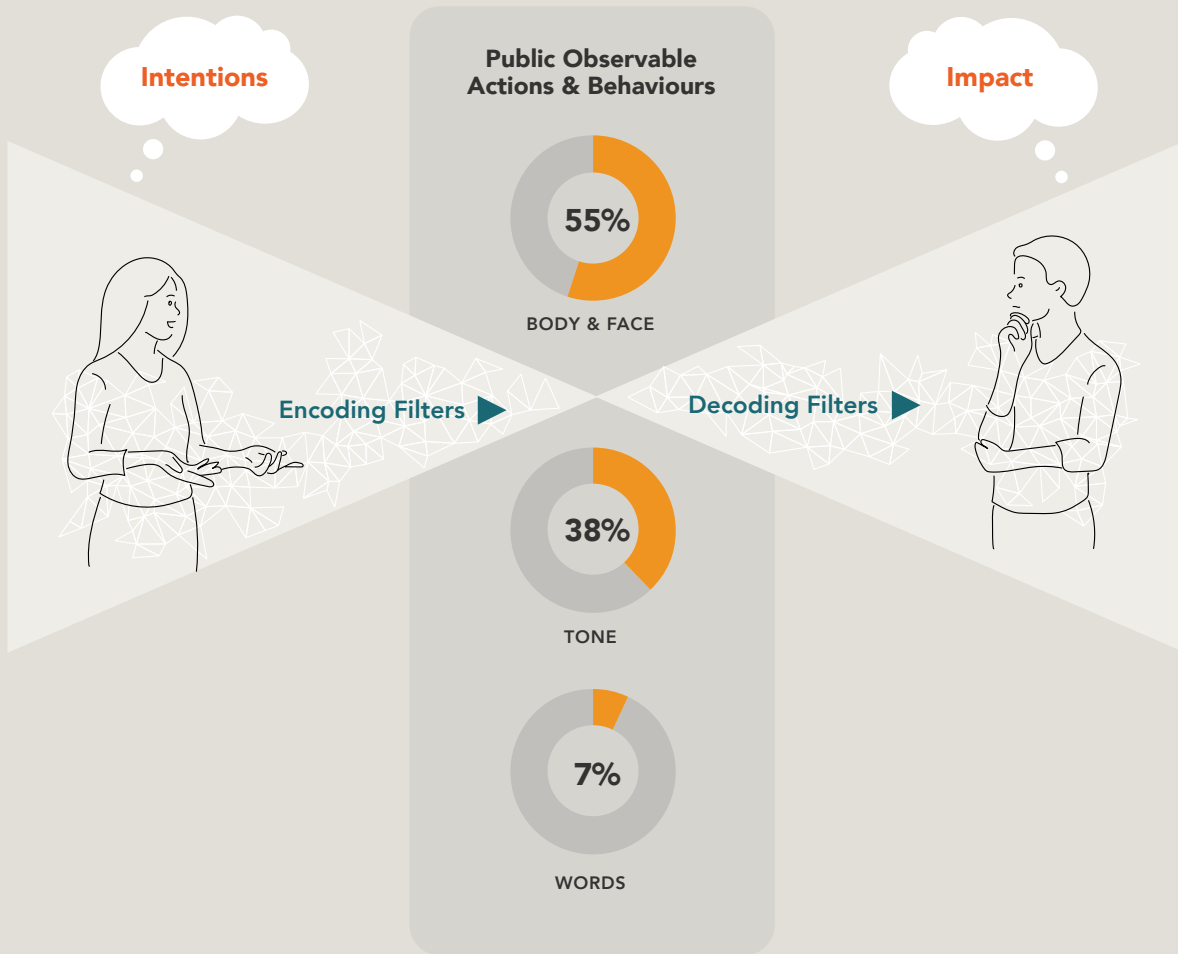 Intentions
Public Observable
Actions & Behaviours
Impact
55%
BODY & FACE
Encoding Filters
Decoding Filters
38%
TONE
7%
WORDS